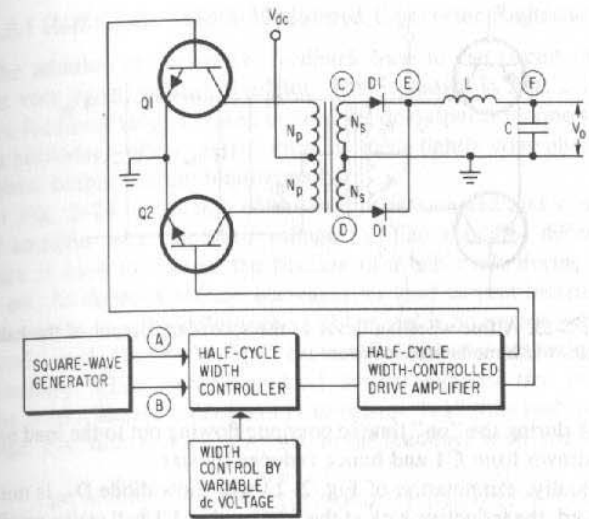 Vdc
Q1
C
D1
E
L
F
Np
Ns
C
Vo
Np
Ns
Q2
D
D1
SQUARE-WAVE
GENERATOR
A
B
HALF-CYCLE
WIDTH
CONTROLLER
HALF-CYCLE
WIDTH-CONTROLLED
DRIVE AMPLIFIER
WIDTH
CONTROL BY
VARIABLE
dc VOLTAGE